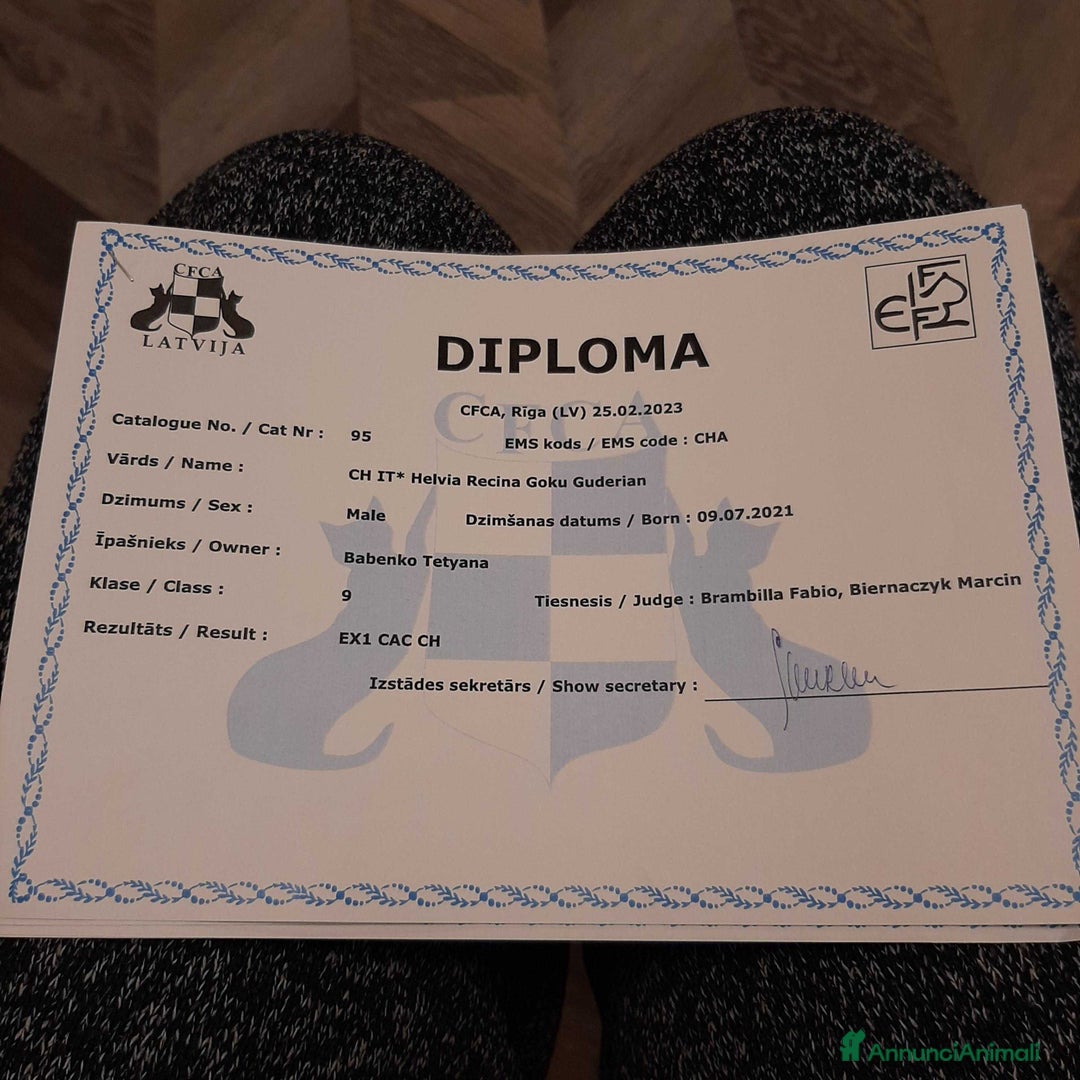 CFCA
LATVIJA
FIFe
DIPLOMA
CFCA
CFCA, Rīga (LV) 25.02.2023
Catalogue No. / Cat Nr : 95
EMS kods / EMS code : CHA
Vārds / Name : CH IT* Helvia Recina Goku Guderian
Dzimums / Sex : Male Dzimšanas datums / Born : 09.07.2021
Īpašnieks / Owner : Babenko Tetyana
Klase / Class : 9 Tiesnesis / Judge : Brambilla Fabio, Biernaczyk Marcin
Rezultāts / Result : EX1 CAC CH
Izstādes sekretārs / Show secretary :
AnnunciAnimali